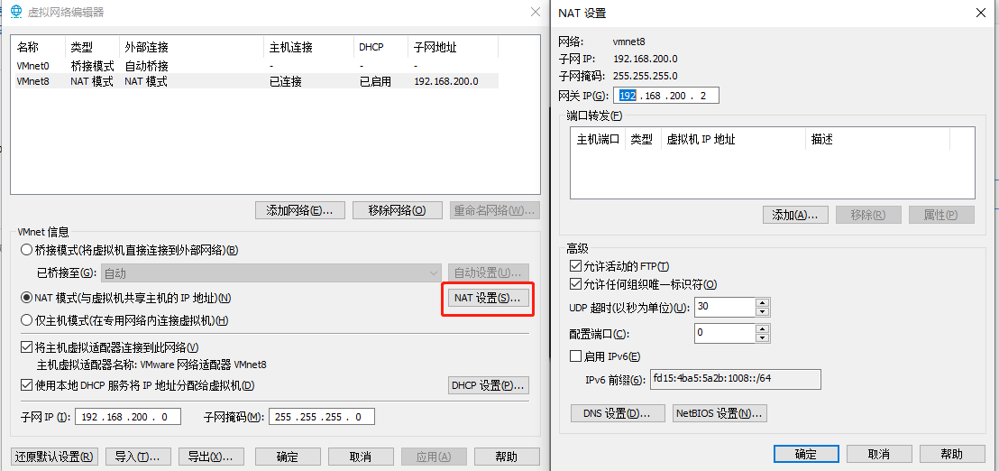 虚拟网络编辑器
名称 类型 外部连接 主机连接 DHCP 子网地址
VMnet0 桥接模式 自动桥接 - - -
VMnet8 NAT 模式 NAT 模式 已连接 已启用 192.168.200.0
添加网络(E)... 移除网络(O) 重命名网络(W)...
VMnet 信息
桥接模式(将虚拟机直接连接到外部网络)(B)
已桥接至(G): 自动 自动设置(U)...
NAT 模式(与虚拟机共享主机的 IP 地址)(N) NAT 设置(S)...
仅主机模式(在专用网络内连接虚拟机)(H)
将主机虚拟适配器连接到此网络(V)
主机虚拟适配器名称: VMware 网络适配器 VMnet8
使用本地 DHCP 服务将 IP 地址分配给虚拟机(D) DHCP 设置(P)...
子网 IP (I): 192 . 168 . 200 . 0 子网掩码(M): 255 . 255 . 255 . 0
还原默认设置(R) 导入(T)... 导出(X)... 确定 取消 应用(A) 帮助
NAT 设置
网络: vmnet8
子网 IP: 192.168.200.0
子网掩码: 255.255.255.0
网关 IP(G): 192 . 168 . 200 . 2
端口转发(F)
主机端口 类型 虚拟机 IP 地址 描述
添加(A)... 移除(R) 属性(P)
高级
允许活动的 FTP(T)
允许任何组织唯一标识符(O)
UDP 超时(以秒为单位)(U): 30
配置端口(C): 0
启用 IPv6(E)
IPv6 前缀(6): fd15:4ba5:5a2b:1008::/64
DNS 设置(D)... NetBIOS 设置(N)...
确定 取消 帮助